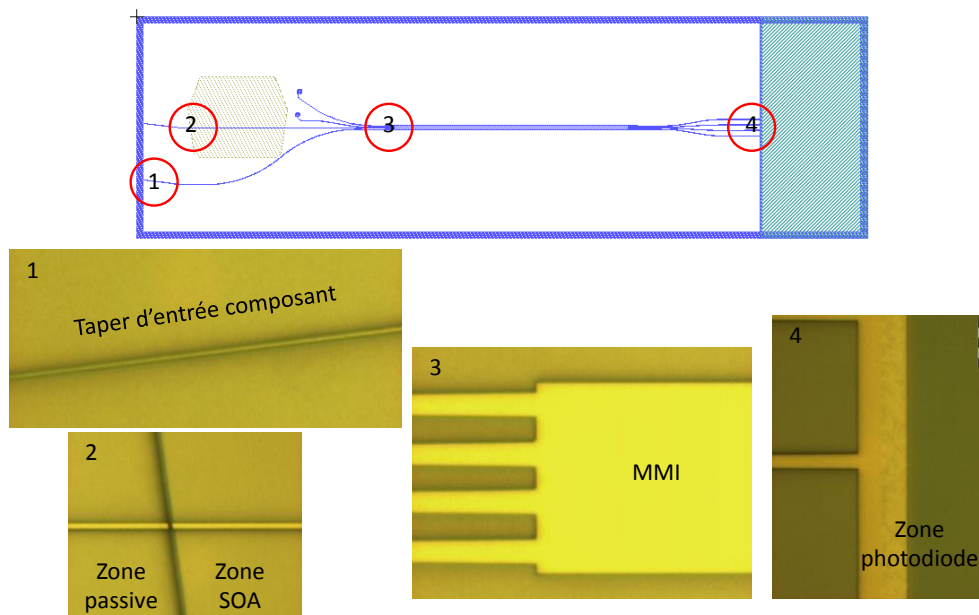 2
3
4
1
1
Taper d’entrée composant
2
Zone
passive
Zone
SOA
3
MMI
4
Zone
photodiode